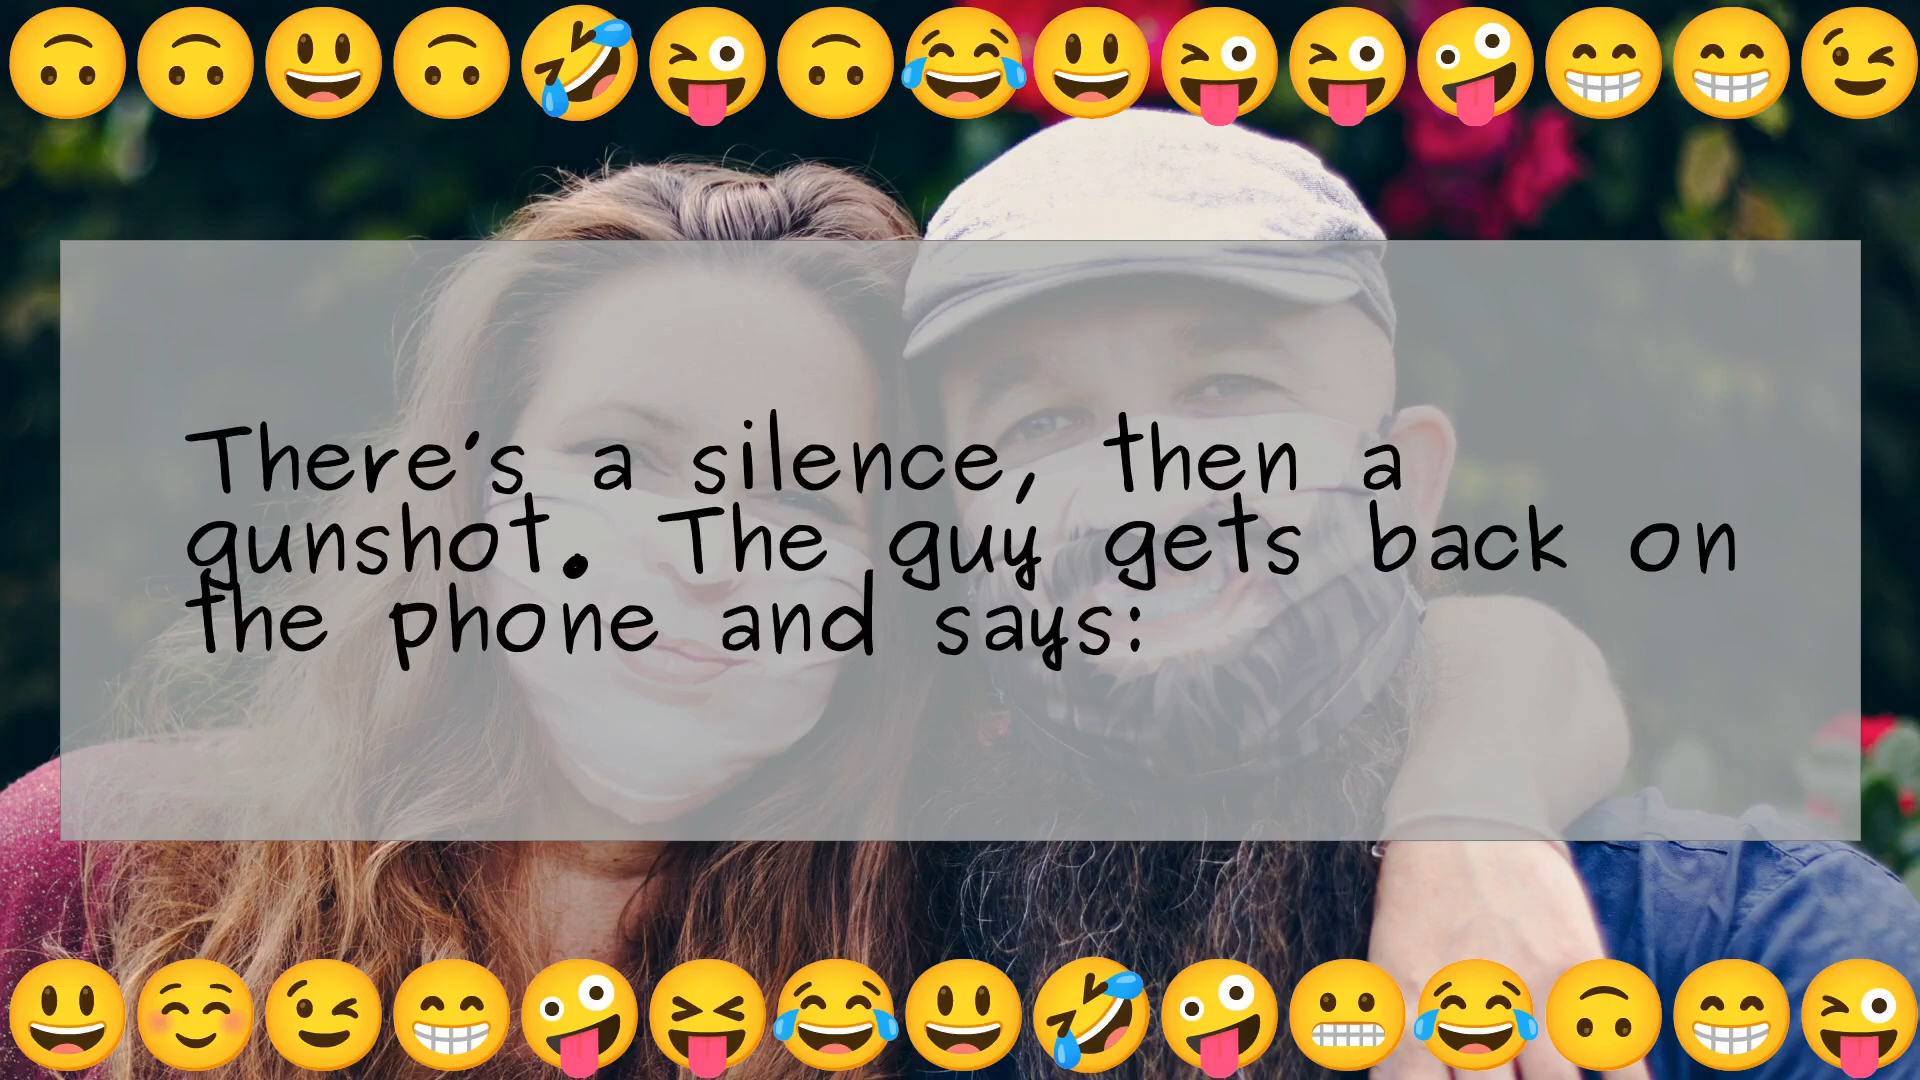 There's a silence, then a
gunshot. The guy gets back on
the phone and says: